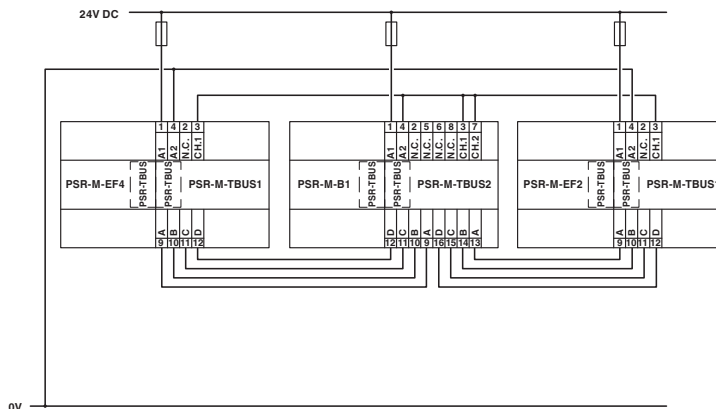 24V DC
1 4 2 3
A1 A2 N.C. CH.1
1 4 2 5 6 8 3 7
A1 A2 N.C. N.C. N.C. N.C. CH.1 CH.2
1 4 2 3
A1 A2 N.C. CH.1
PSR-M-EF4 PSR-TBUS PSR-TBUS PSR-M-TBUS1
PSR-M-B1 PSR-TBUS PSR-TBUS PSR-M-TBUS2
PSR-M-EF2 PSR-TBUS PSR-TBUS PSR-M-TBUS1
A B C D
9 10 11 12
D C B A D C B A
12 11 10 9 16 15 14 13
A B C D
9 10 11 12
0V